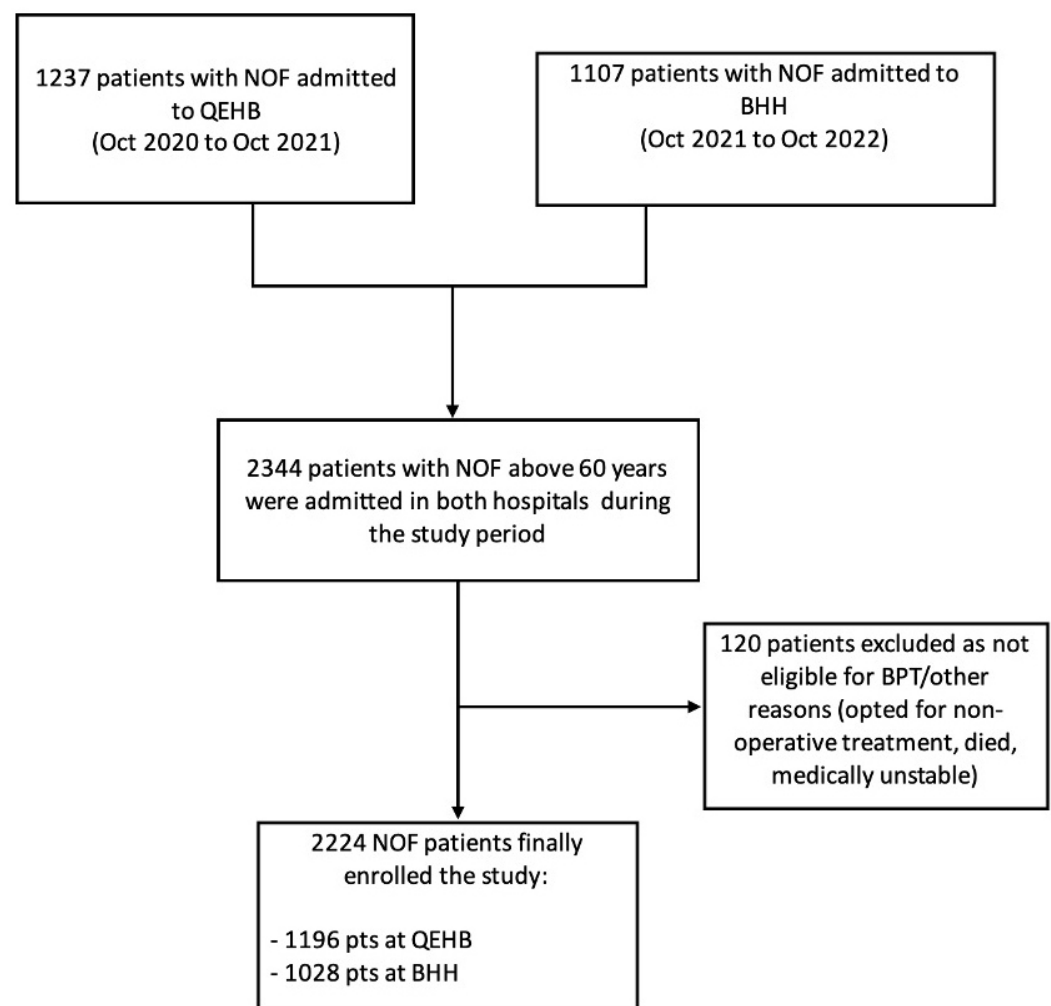 1237 patients with NOF admitted
to QEHB
(Oct 2020 to Oct 2021)
1107 patients with NOF admitted to
BHH
(Oct 2021 to Oct 2022)
2344 patients with NOF above 60 years
were admitted in both hospitals during
the study period
120 patients excluded as not
eligible for BPT/other
reasons (opted for non-
operative treatment, died,
medically unstable)
2224 NOF patients finally
enrolled the study:
- 1196 pts at QEHB
- 1028 pts at BHH